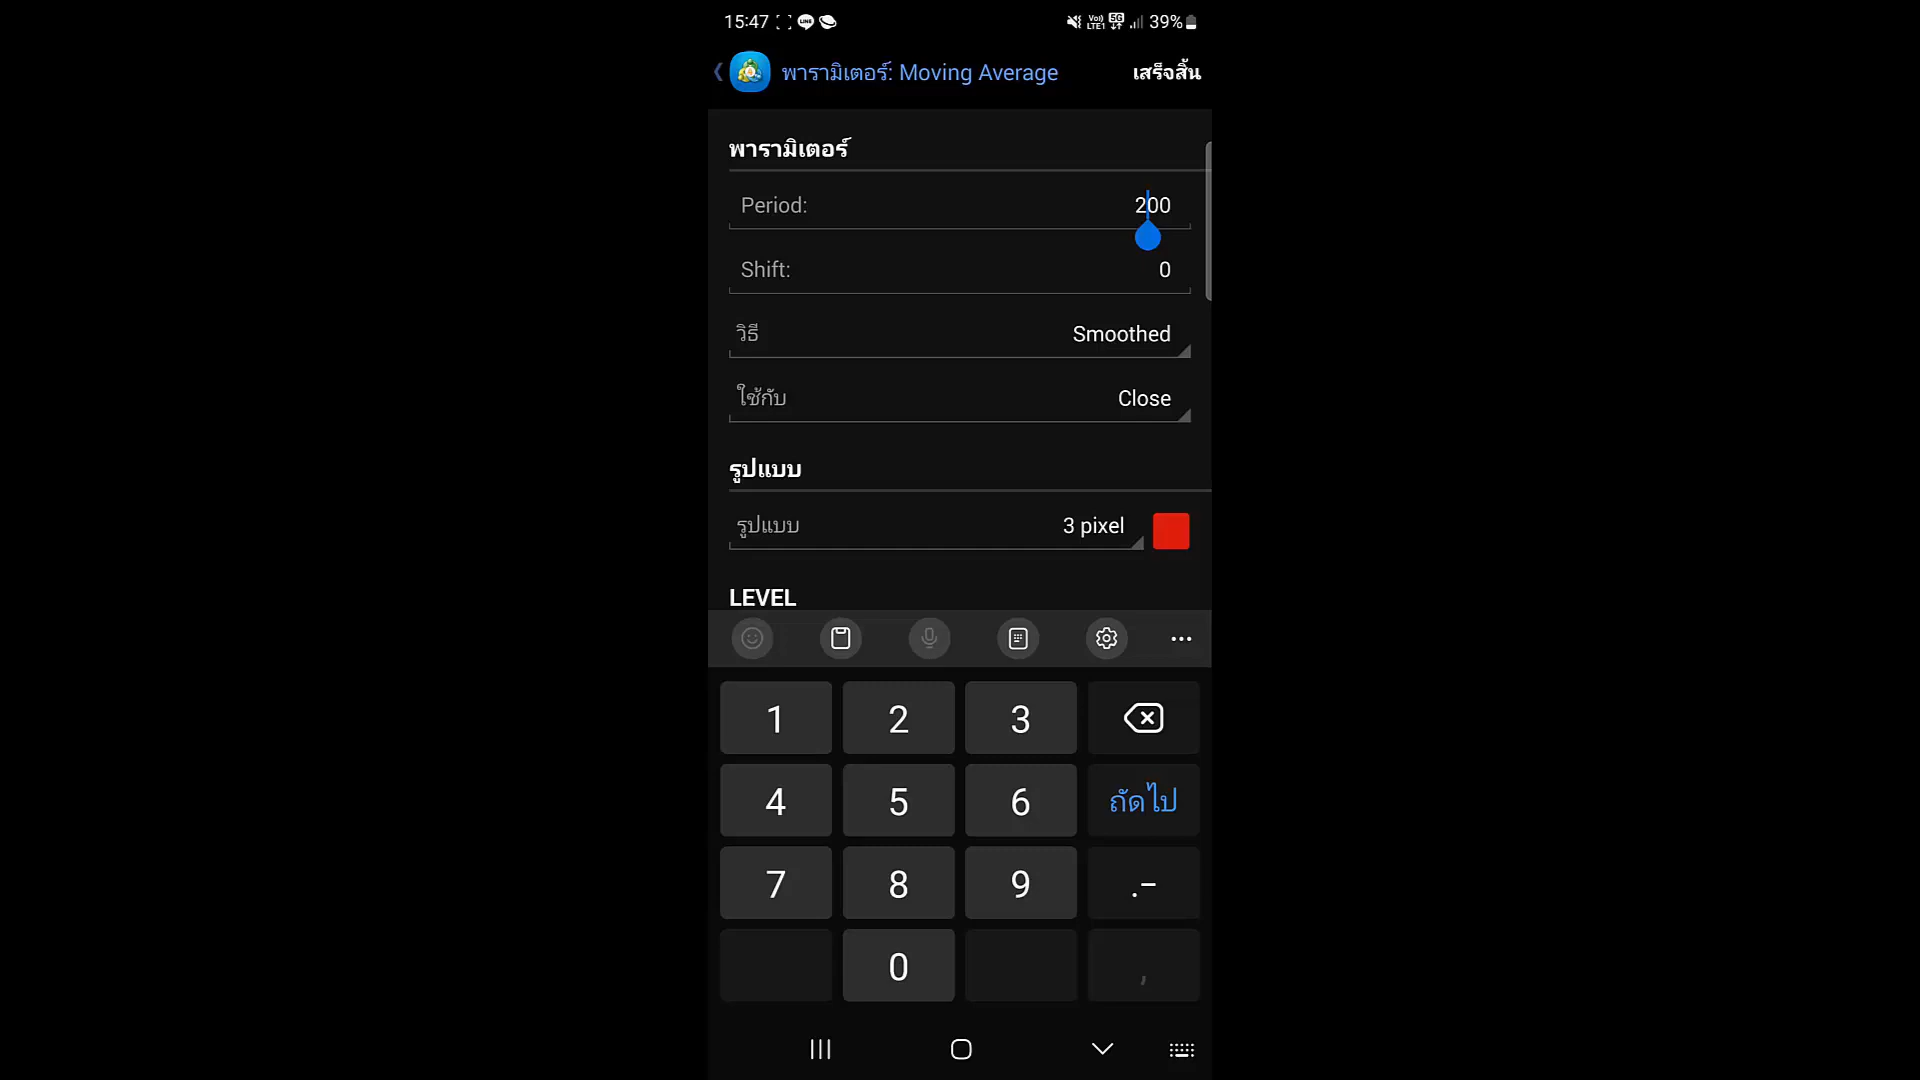 15:47 39%
VoLTE1 5G
พารามิเตอร์: Moving Average
เสร็จสิ้น
พารามิเตอร์
Period: 200
Shift: 0
วิธี Smoothed
ใช้กับ Close
รูปแบบ
รูปแบบ 3 pixel
LEVEL
1 2 3
4 5 6 ถัดไป
7 8 9 .-
0 ,